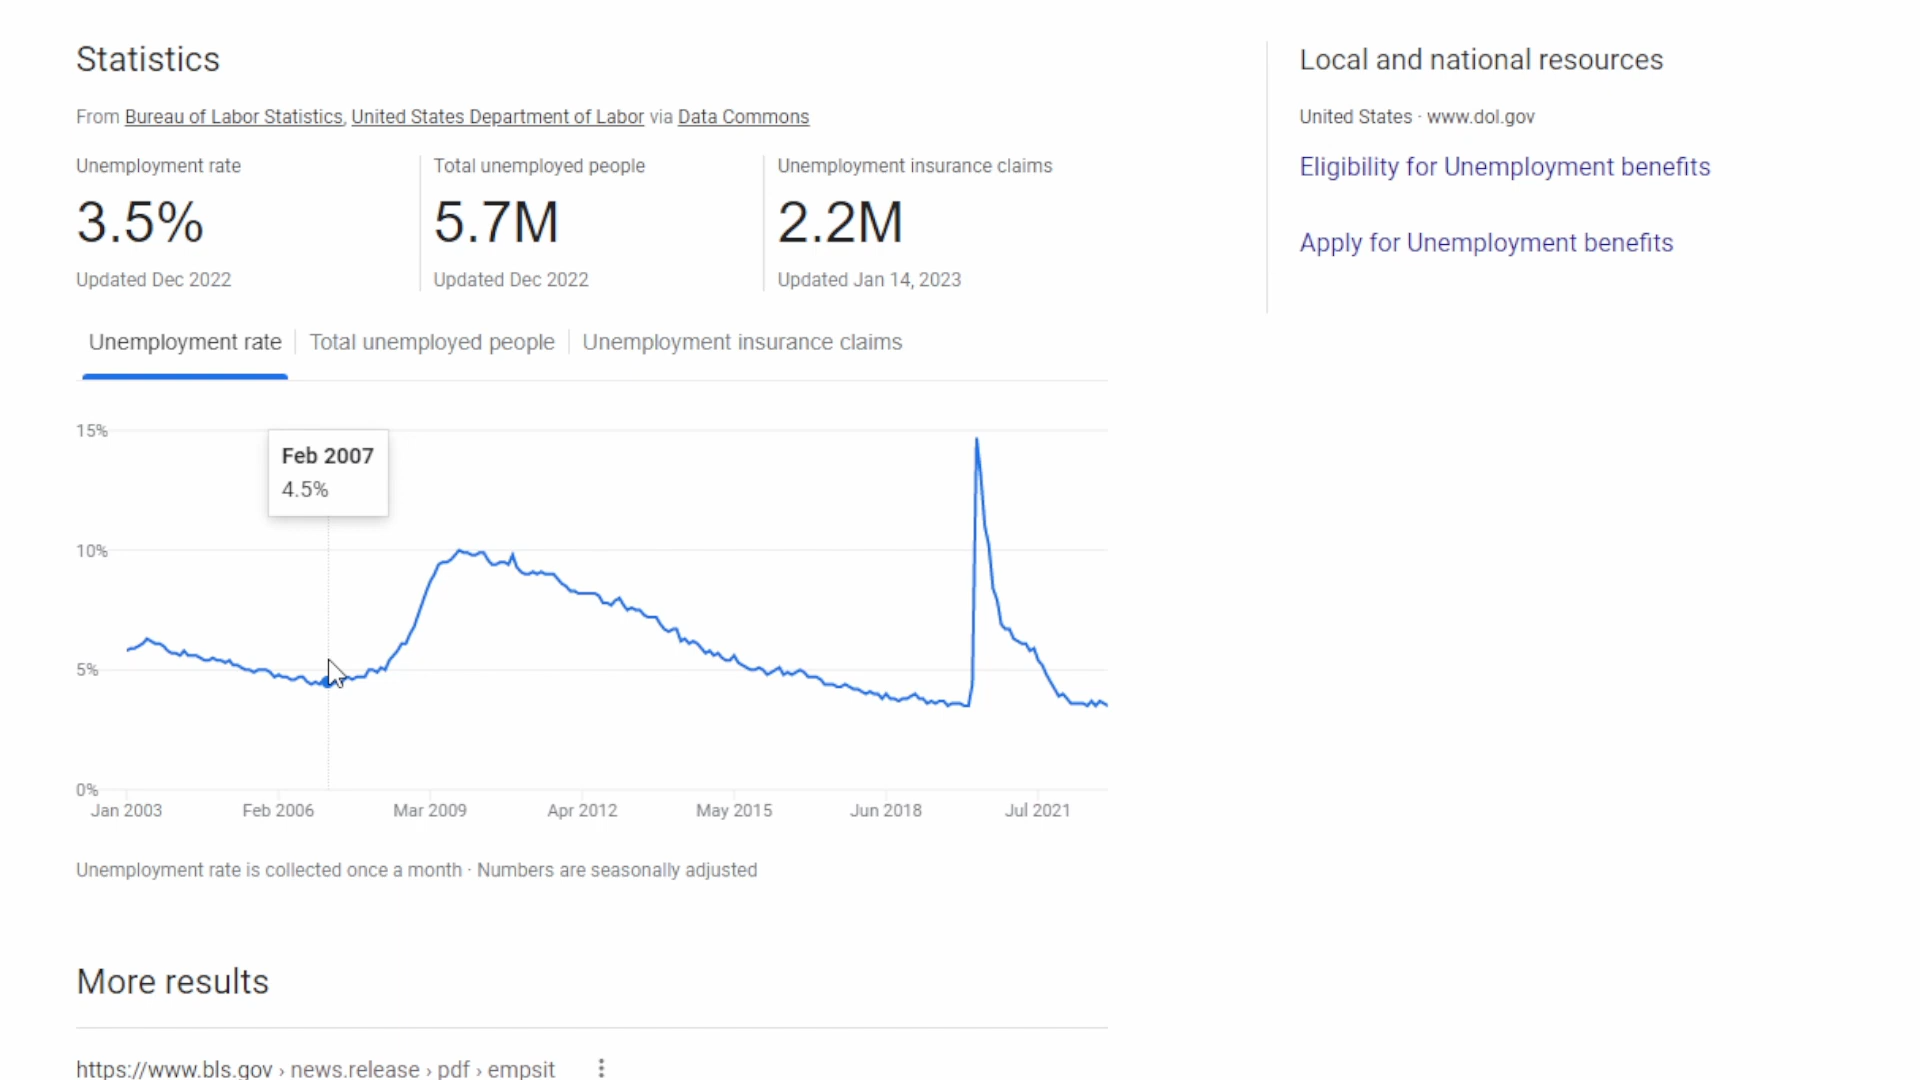 Statistics
From Bureau of Labor Statistics, United States Department of Labor via Data Commons
Unemployment rate
3.5%
Updated Dec 2022
Total unemployed people
5.7M
Updated Dec 2022
Unemployment insurance claims
2.2M
Updated Jan 14, 2023
Unemployment rate
Total unemployed people
Unemployment insurance claims
15%
10%
5%
0%
Feb 2007
4.5%
Jan 2003
Feb 2006
Mar 2009
Apr 2012
May 2015
Jun 2018
Jul 2021
Unemployment rate is collected once a month · Numbers are seasonally adjusted
More results
https://www.bls.gov › news.release › pdf › empsit
Local and national resources
United States · www.dol.gov
Eligibility for Unemployment benefits
Apply for Unemployment benefits